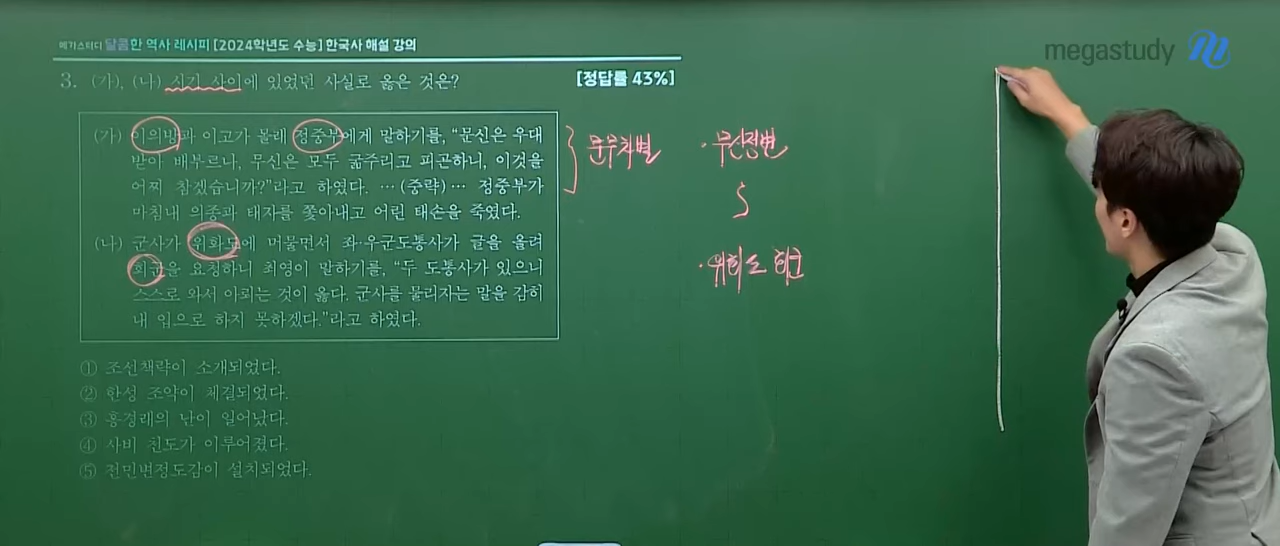 메가스터디 달콤한 역사 레시피 [2024학년도 수능] 한국사 해설 강의
megastudy
3. (가), (나) 시기 사이에 있었던 사실로 옳은 것은?
[정답률 43%]
(가) 이의방과 이고가 몰래 정중부에게 말하기를, “문신은 우대
받아 배부르나, 무신은 모두 굶주리고 피곤하니, 이것을
어찌 참겠습니까?”라고 하였다. … (중략) … 정중부가
마침내 의종과 태자를 쫓아내고 어린 태손을 죽였다.
(나) 군사가 위화도에 머물면서 좌·우군도통사가 글을 올려
회군을 요청하니 최영이 말하기를, “두 도통사가 있으니
스스로 와서 아뢰는 것이 옳다. 군사를 물리자는 말을 감히
내 입으로 하지 못하겠다.”라고 하였다.
문무차별
· 무신정변
· 위화도 회군
① 조선책략이 소개되었다.
② 한성 조약이 체결되었다.
③ 홍경래의 난이 일어났다.
④ 사비 천도가 이루어졌다.
⑤ 전민변정도감이 설치되었다.